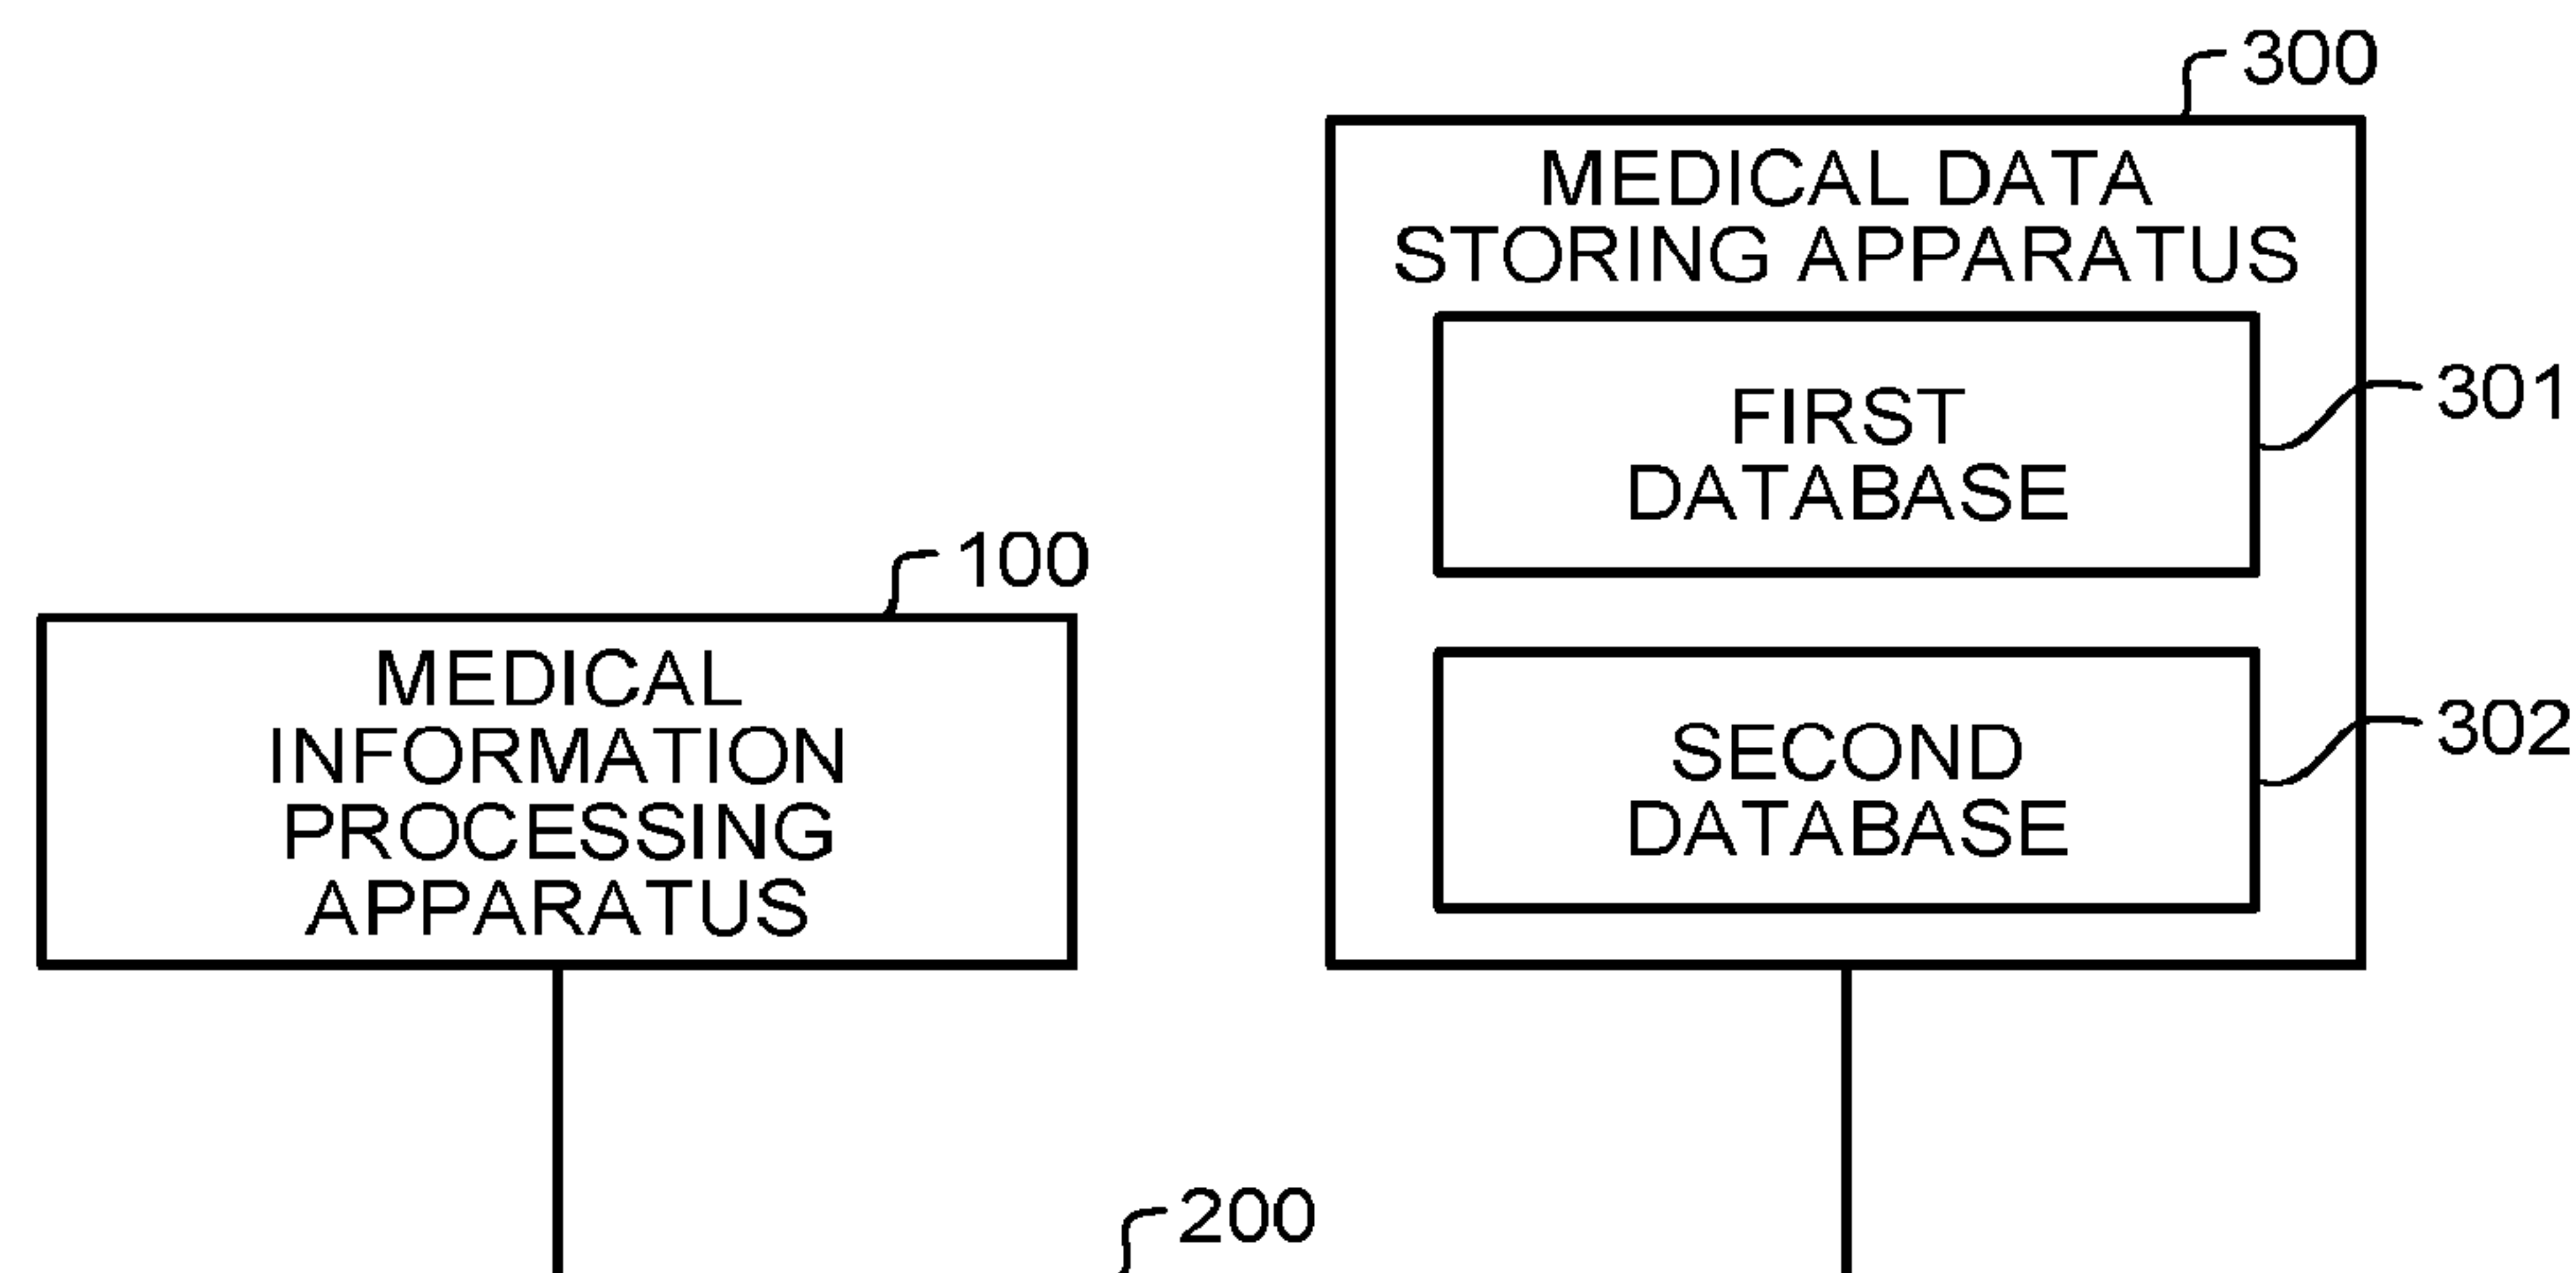 300
MEDICAL DATA
STORING APPARATUS
FIRST
DATABASE
301
100
MEDICAL
INFORMATION
PROCESSING
APPARATUS
SECOND
DATABASE
302
200